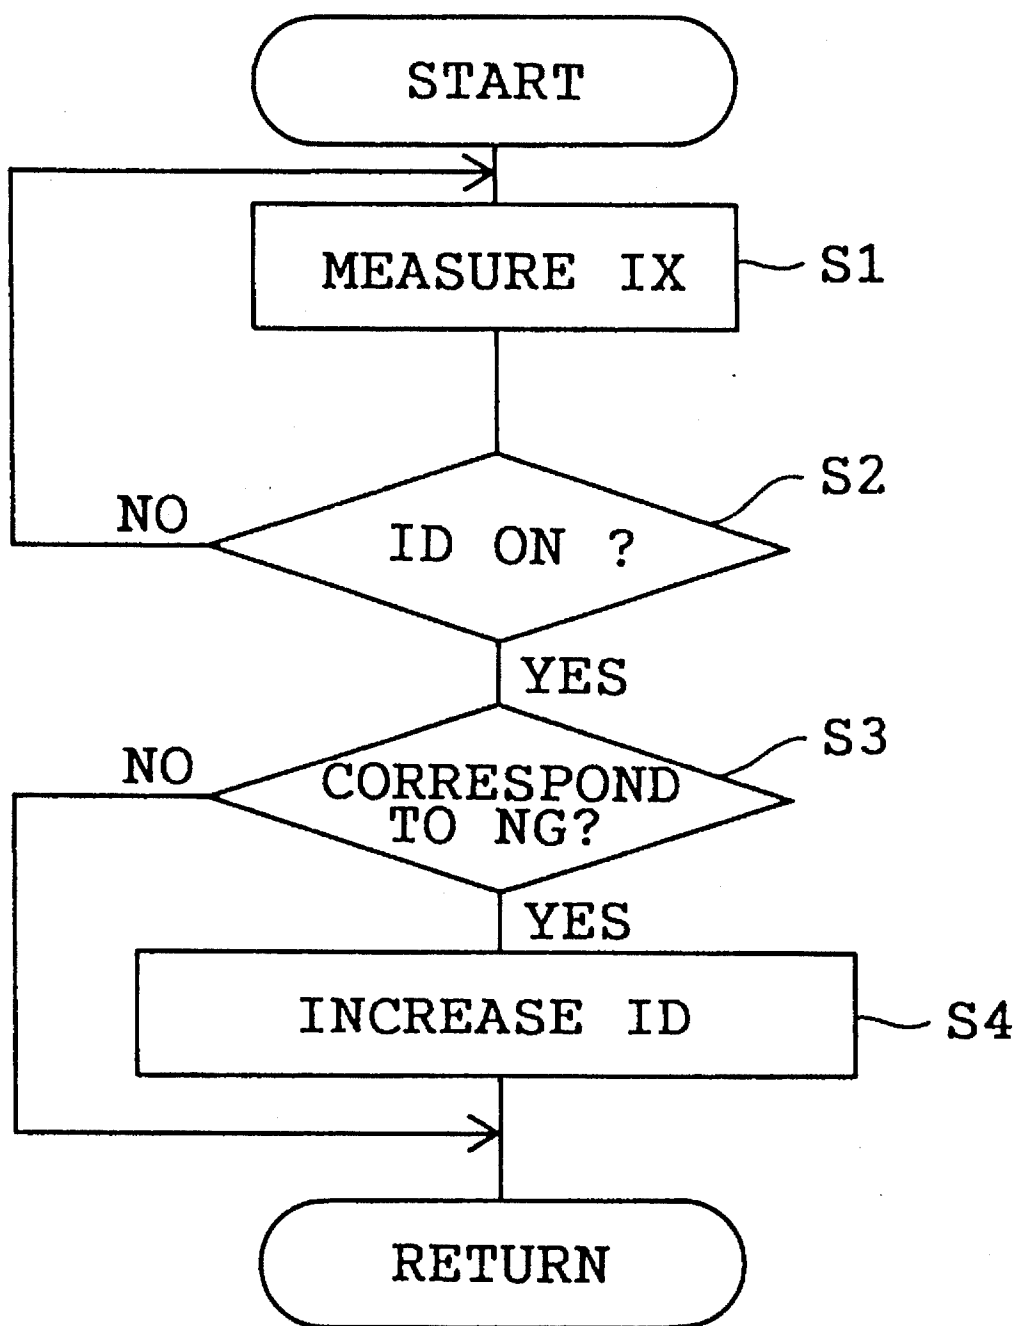 START
MEASURE IX
S1
S2
NO
ID ON ?
YES
S3
NO
CORRESPOND
TO NG?
YES
INCREASE ID
S4
RETURN